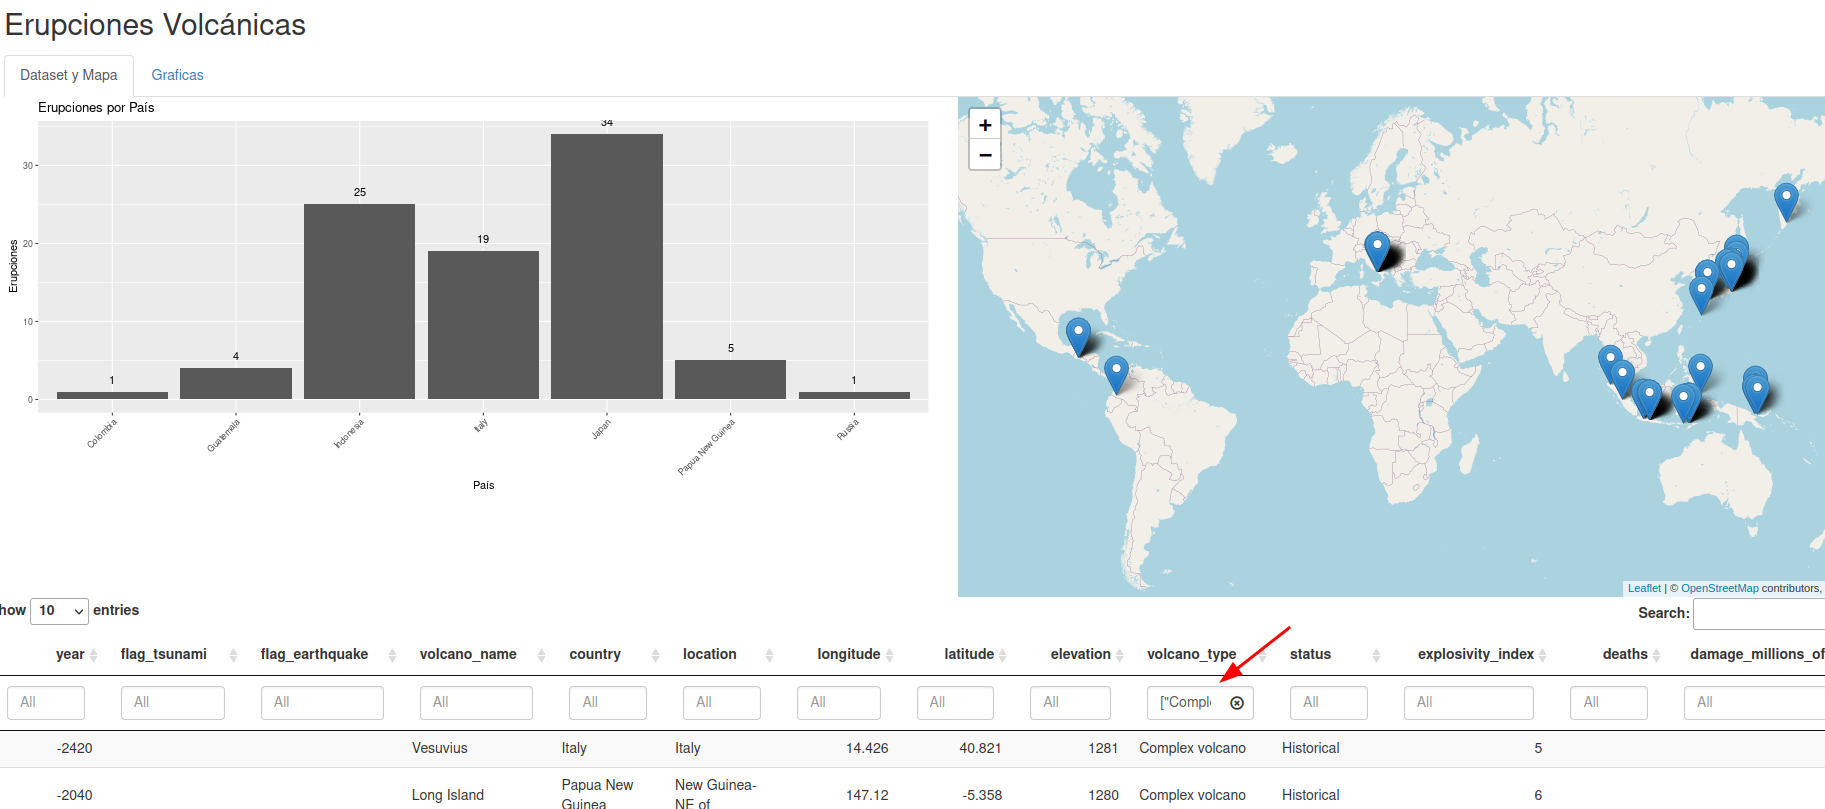 Erupciones Volcánicas
Dataset y Mapa
Graficas
Erupciones por País
Erupciones
30
20
10
0
1
4
25
19
34
5
1
Colombia
Guatemala
Indonesia
Italy
Japan
Papua New Guinea
Russia
País
+
−
Leaflet | © OpenStreetMap contributors,
how 10 entries
Search:
year flag_tsunami flag_earthquake volcano_name country location longitude latitude elevation volcano_type status explosivity_index deaths damage_millions_of
All All All All All All All All All ["Compl All All All All
-2420 Vesuvius Italy Italy 14.426 40.821 1281 Complex volcano Historical 5
-2040 Long Island Papua New Guinea New Guinea-NE of 147.12 -5.358 1280 Complex volcano Historical 6